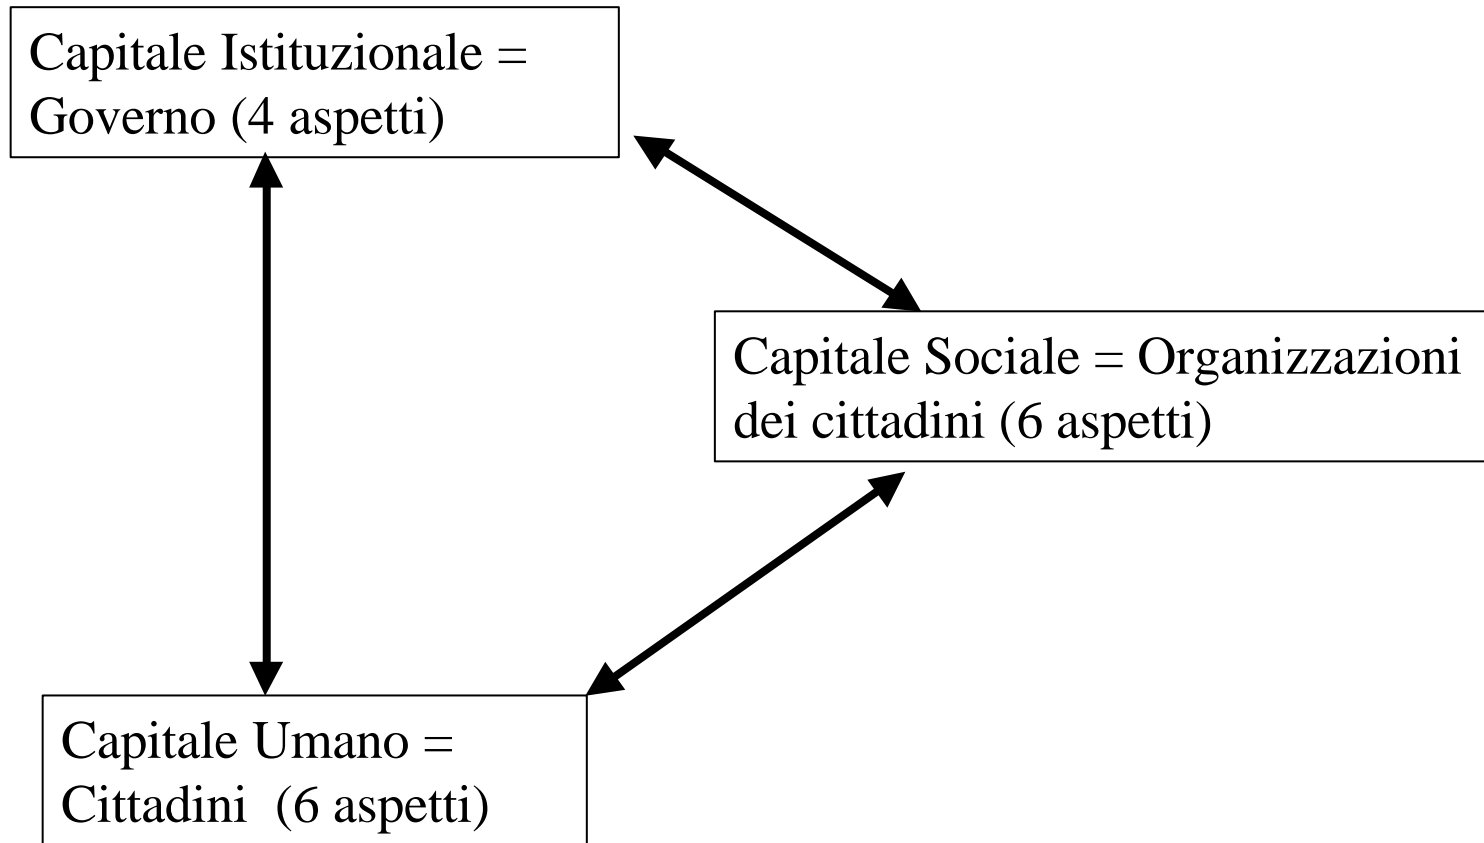 Capitale Istituzionale =
Governo (4 aspetti)
Capitale Sociale = Organizzazioni
dei cittadini (6 aspetti)
Capitale Umano =
Cittadini  (6 aspetti)